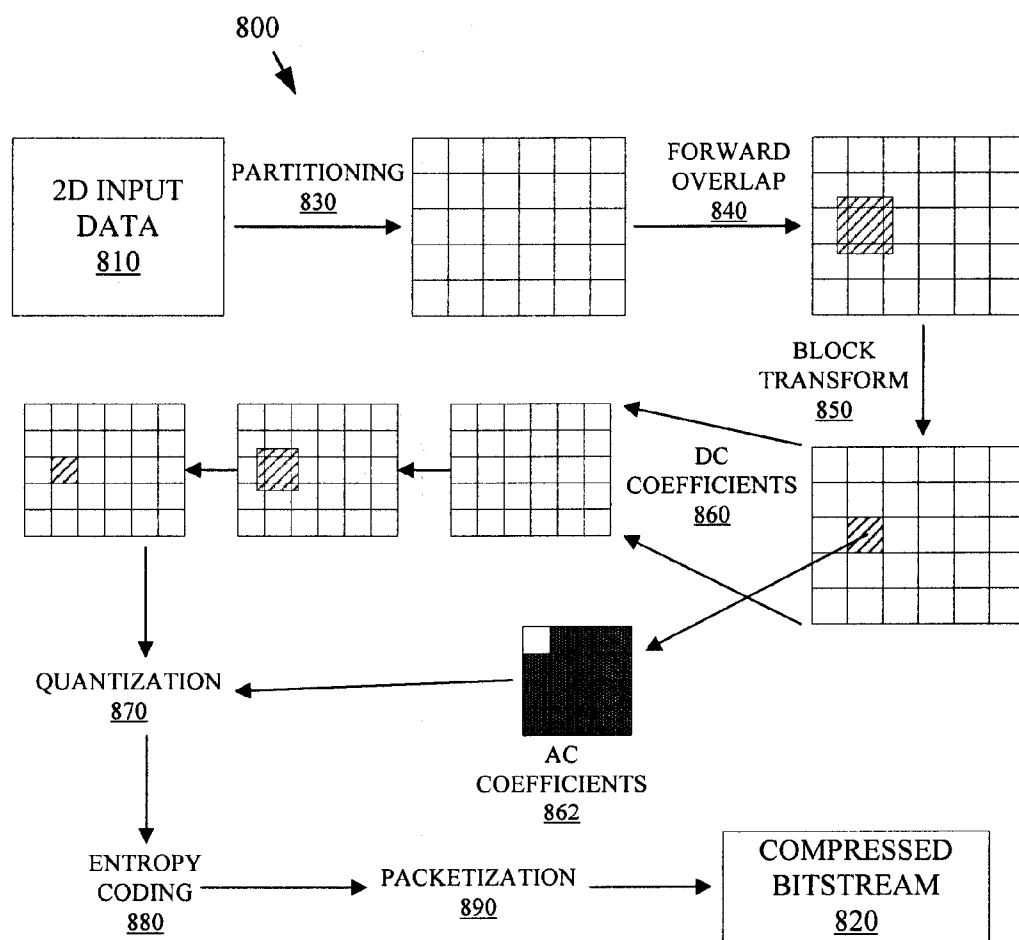 800
2D INPUT
DATA
810
PARTITIONING
830
FORWARD
OVERLAP
840
BLOCK
TRANSFORM
850
DC
COEFFICIENTS
860
QUANTIZATION
870
AC
COEFFICIENTS
862
ENTROPY
CODING
880
PACKETIZATION
890
COMPRESSED
BITSTREAM
820